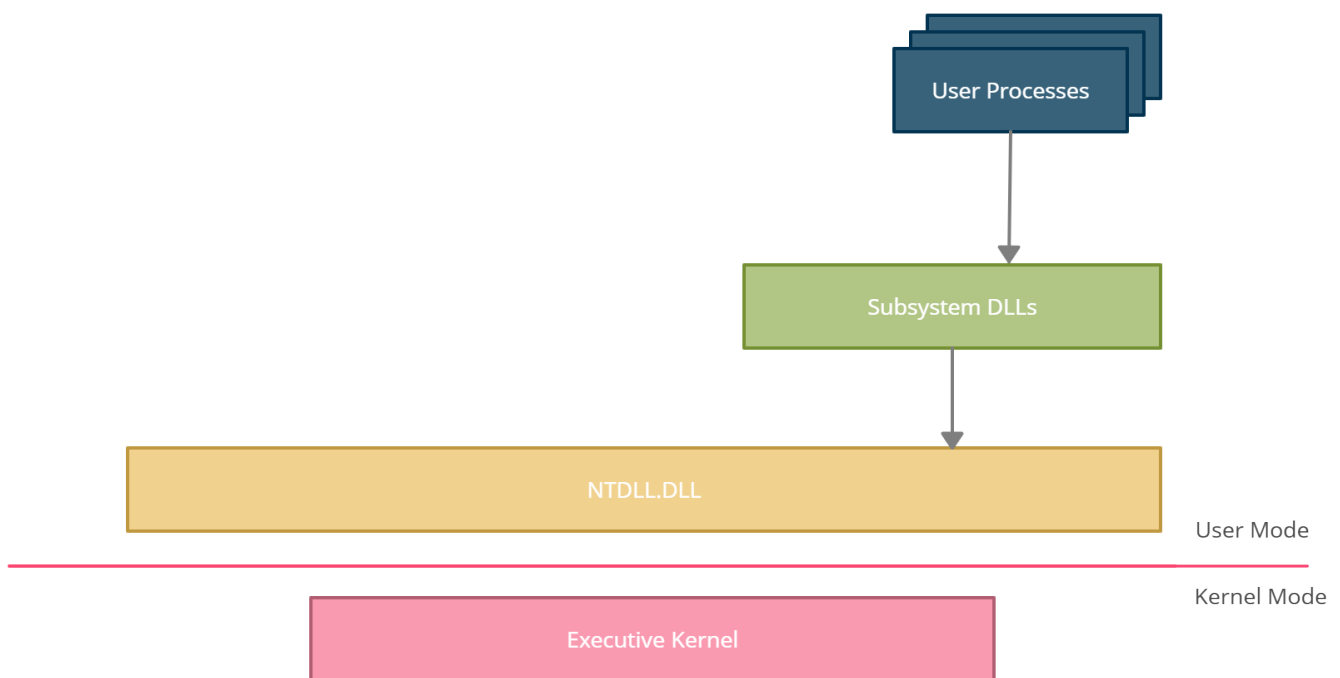 User Processes
Subsystem DLLs
NTDLL.DLL
User Mode
Kernel Mode
Executive Kernel